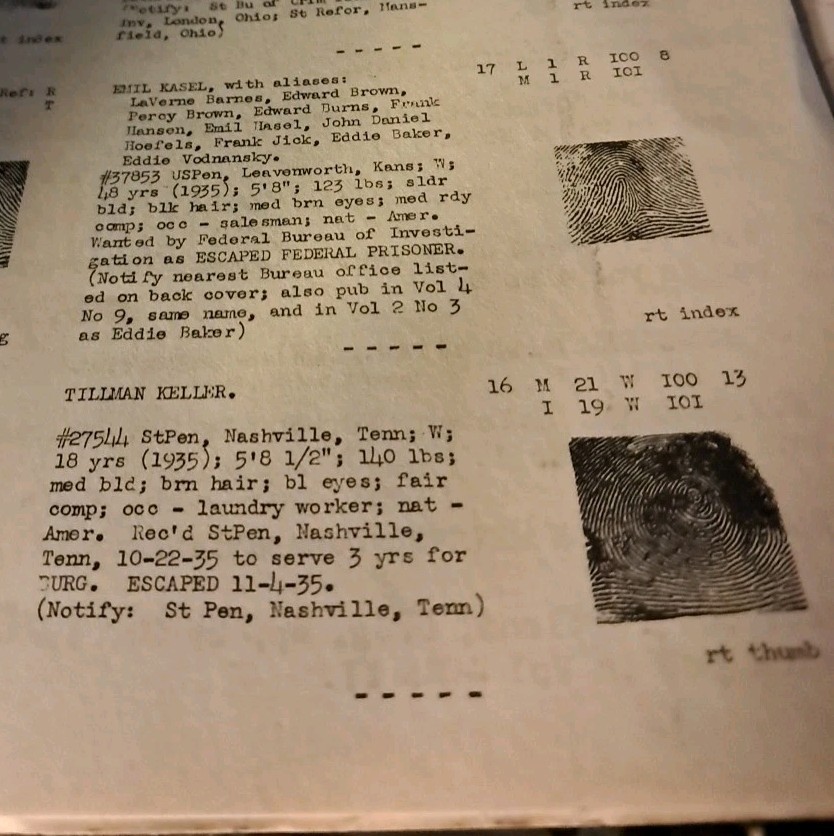 St Bu of
rt index
Inv, London, Ohio; St Refor, Mans-
field, Ohio)
t index
- - - - -
17 L 1 R IOO 8
M 1 R IOI
Ref: R
T
EMIL KASEL, with aliases:
LaVerne Barnes, Edward Brown,
Percy Brown, Edward Burns, Frank
Hansen, Emil Hasel, John Daniel
Hoefels, Frank Jick, Eddie Baker,
Eddie Vodnansky.
#37853 USPen, Leavenworth, Kans; W;
48 yrs (1935); 5'8"; 123 lbs; sldr
bld; blk hair; med brn eyes; med rdy
comp; occ - salesman; nat - Amer.
Wanted by Federal Bureau of Investi-
gation as ESCAPED FEDERAL PRISONER.
(Notify nearest Bureau office list-
ed on back cover; also pub in Vol 4
No 9, same name, and in Vol 2 No 3
as Eddie Baker)
rt index
- - - - -
TILLMAN KELLER.
16 M 21 W IOO 13
I 19 W IOI
#27544 StPen, Nashville, Tenn; W;
18 yrs (1935); 5'8 1/2"; 140 lbs;
med bld; brn hair; bl eyes; fair
comp; occ - laundry worker; nat -
Amer. Rec'd StPen, Nashville,
Tenn, 10-22-35 to serve 3 yrs for
BURG. ESCAPED 11-4-35.
(Notify: St Pen, Nashville, Tenn)
rt thumb
- - - - -